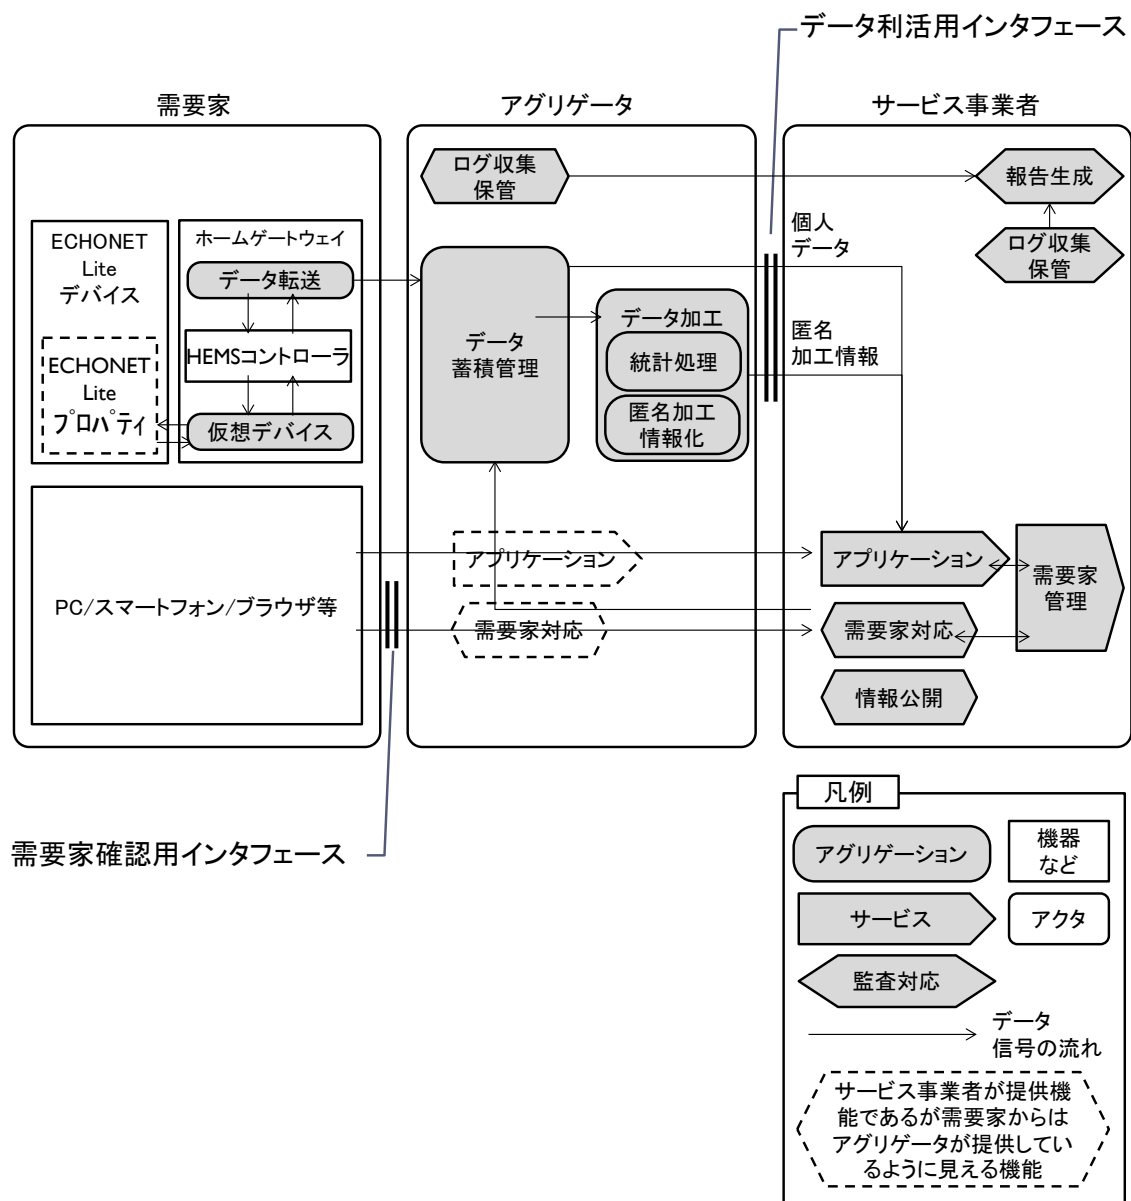 データ利活用インタフェース
需要家
アグリゲータ
サービス事業者
ログ収集
保管
報告生成
ログ収集
保管
ECHONET
Lite
デバイス
ECHONET
Lite
プロパティ
ホームゲートウェイ
データ転送
HEMSコントローラ
仮想デバイス
データ
蓄積管理
データ加工
統計処理
匿名加工
情報化
個人
データ
匿名
加工情報
PC/スマートフォン/ブラウザ等
アプリケーション
需要家対応
アプリケーション
需要家
管理
需要家対応
情報公開
需要家確認用インタフェース
凡例
アグリゲーション
機器
など
サービス
アクタ
監査対応
データ
信号の流れ
サービス事業者が提供機
能であるが需要家からは
アグリゲータが提供してい
るように見える機能